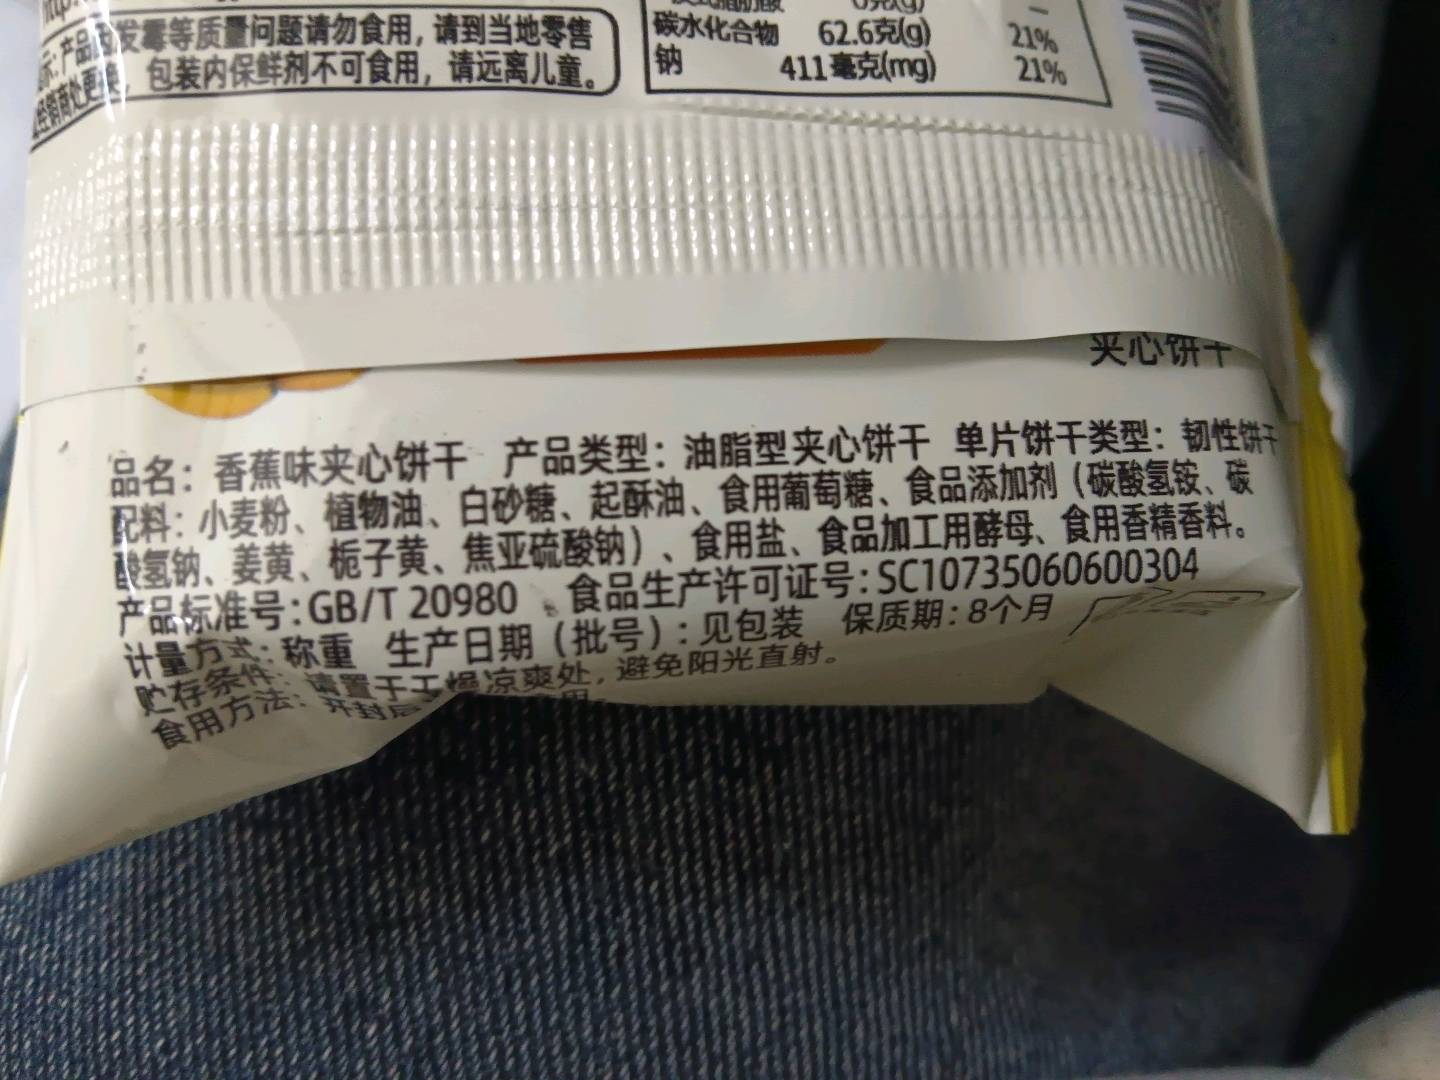 发霉等质量问题请勿食用，请到当地零售
经销商处更换，包装内保鲜剂不可食用，请远离儿童。
碳水化合物 62.6克(g) 21%
钠 411毫克(mg) 21%
夹心饼干
品名：香蕉味夹心饼干 产品类型：油脂型夹心饼干 单片饼干类型：韧性饼干
配料：小麦粉、植物油、白砂糖、起酥油、食用葡萄糖、食品添加剂（碳酸氢铵、碳
酸氢钠、姜黄、栀子黄、焦亚硫酸钠）、食用盐、食品加工用酵母、食用香精香料。
产品标准号：GB/T 20980 食品生产许可证号：SC10735060600304
计量方式：称重 生产日期（批号）：见包装 保质期：8个月
贮存条件：请置于干燥凉爽处，避免阳光直射。
食用方法：开封后